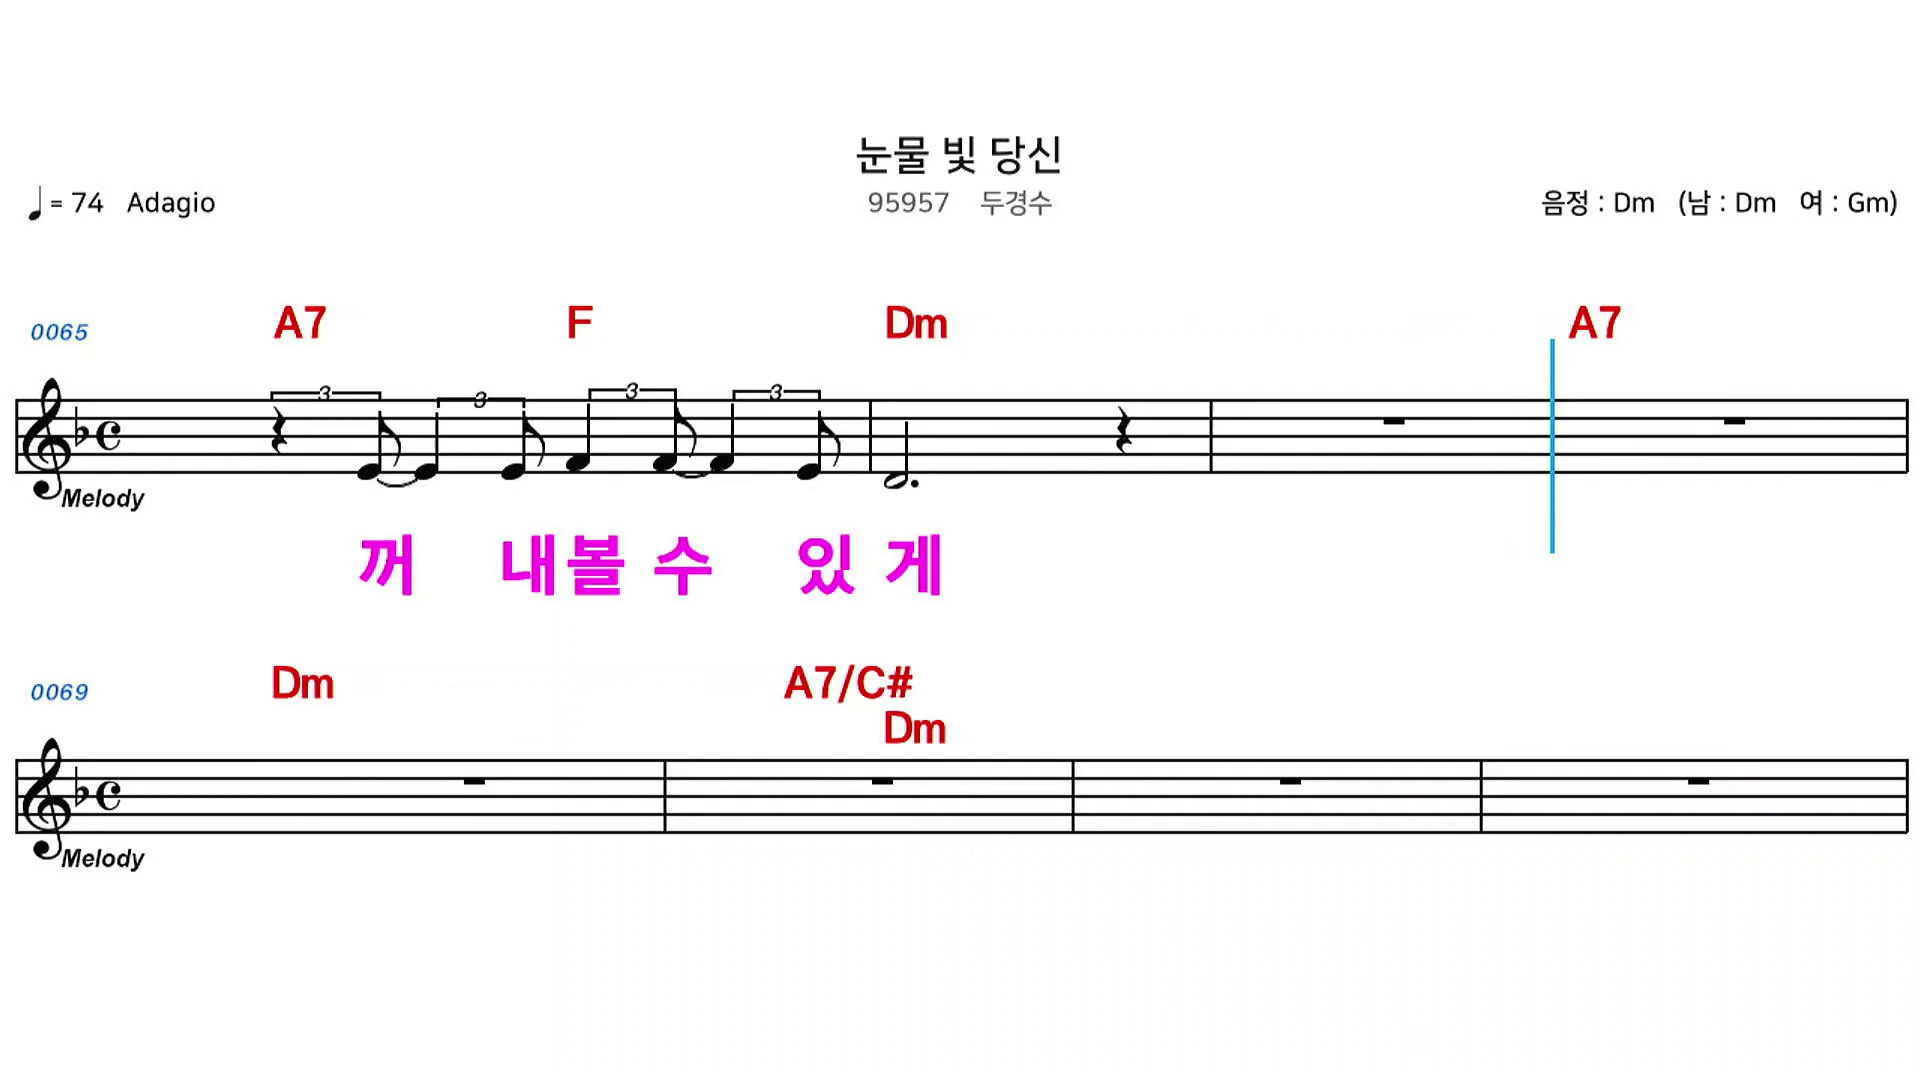 눈물 빛 당신
= 74 Adagio 95957 두경수 음정 : Dm (남 : Dm 여 : Gm)
0065 A7 F Dm A7
3 3 3 3
Melody
꺼 내볼 수 있 게
0069 Dm A7/C#
Dm
Melody